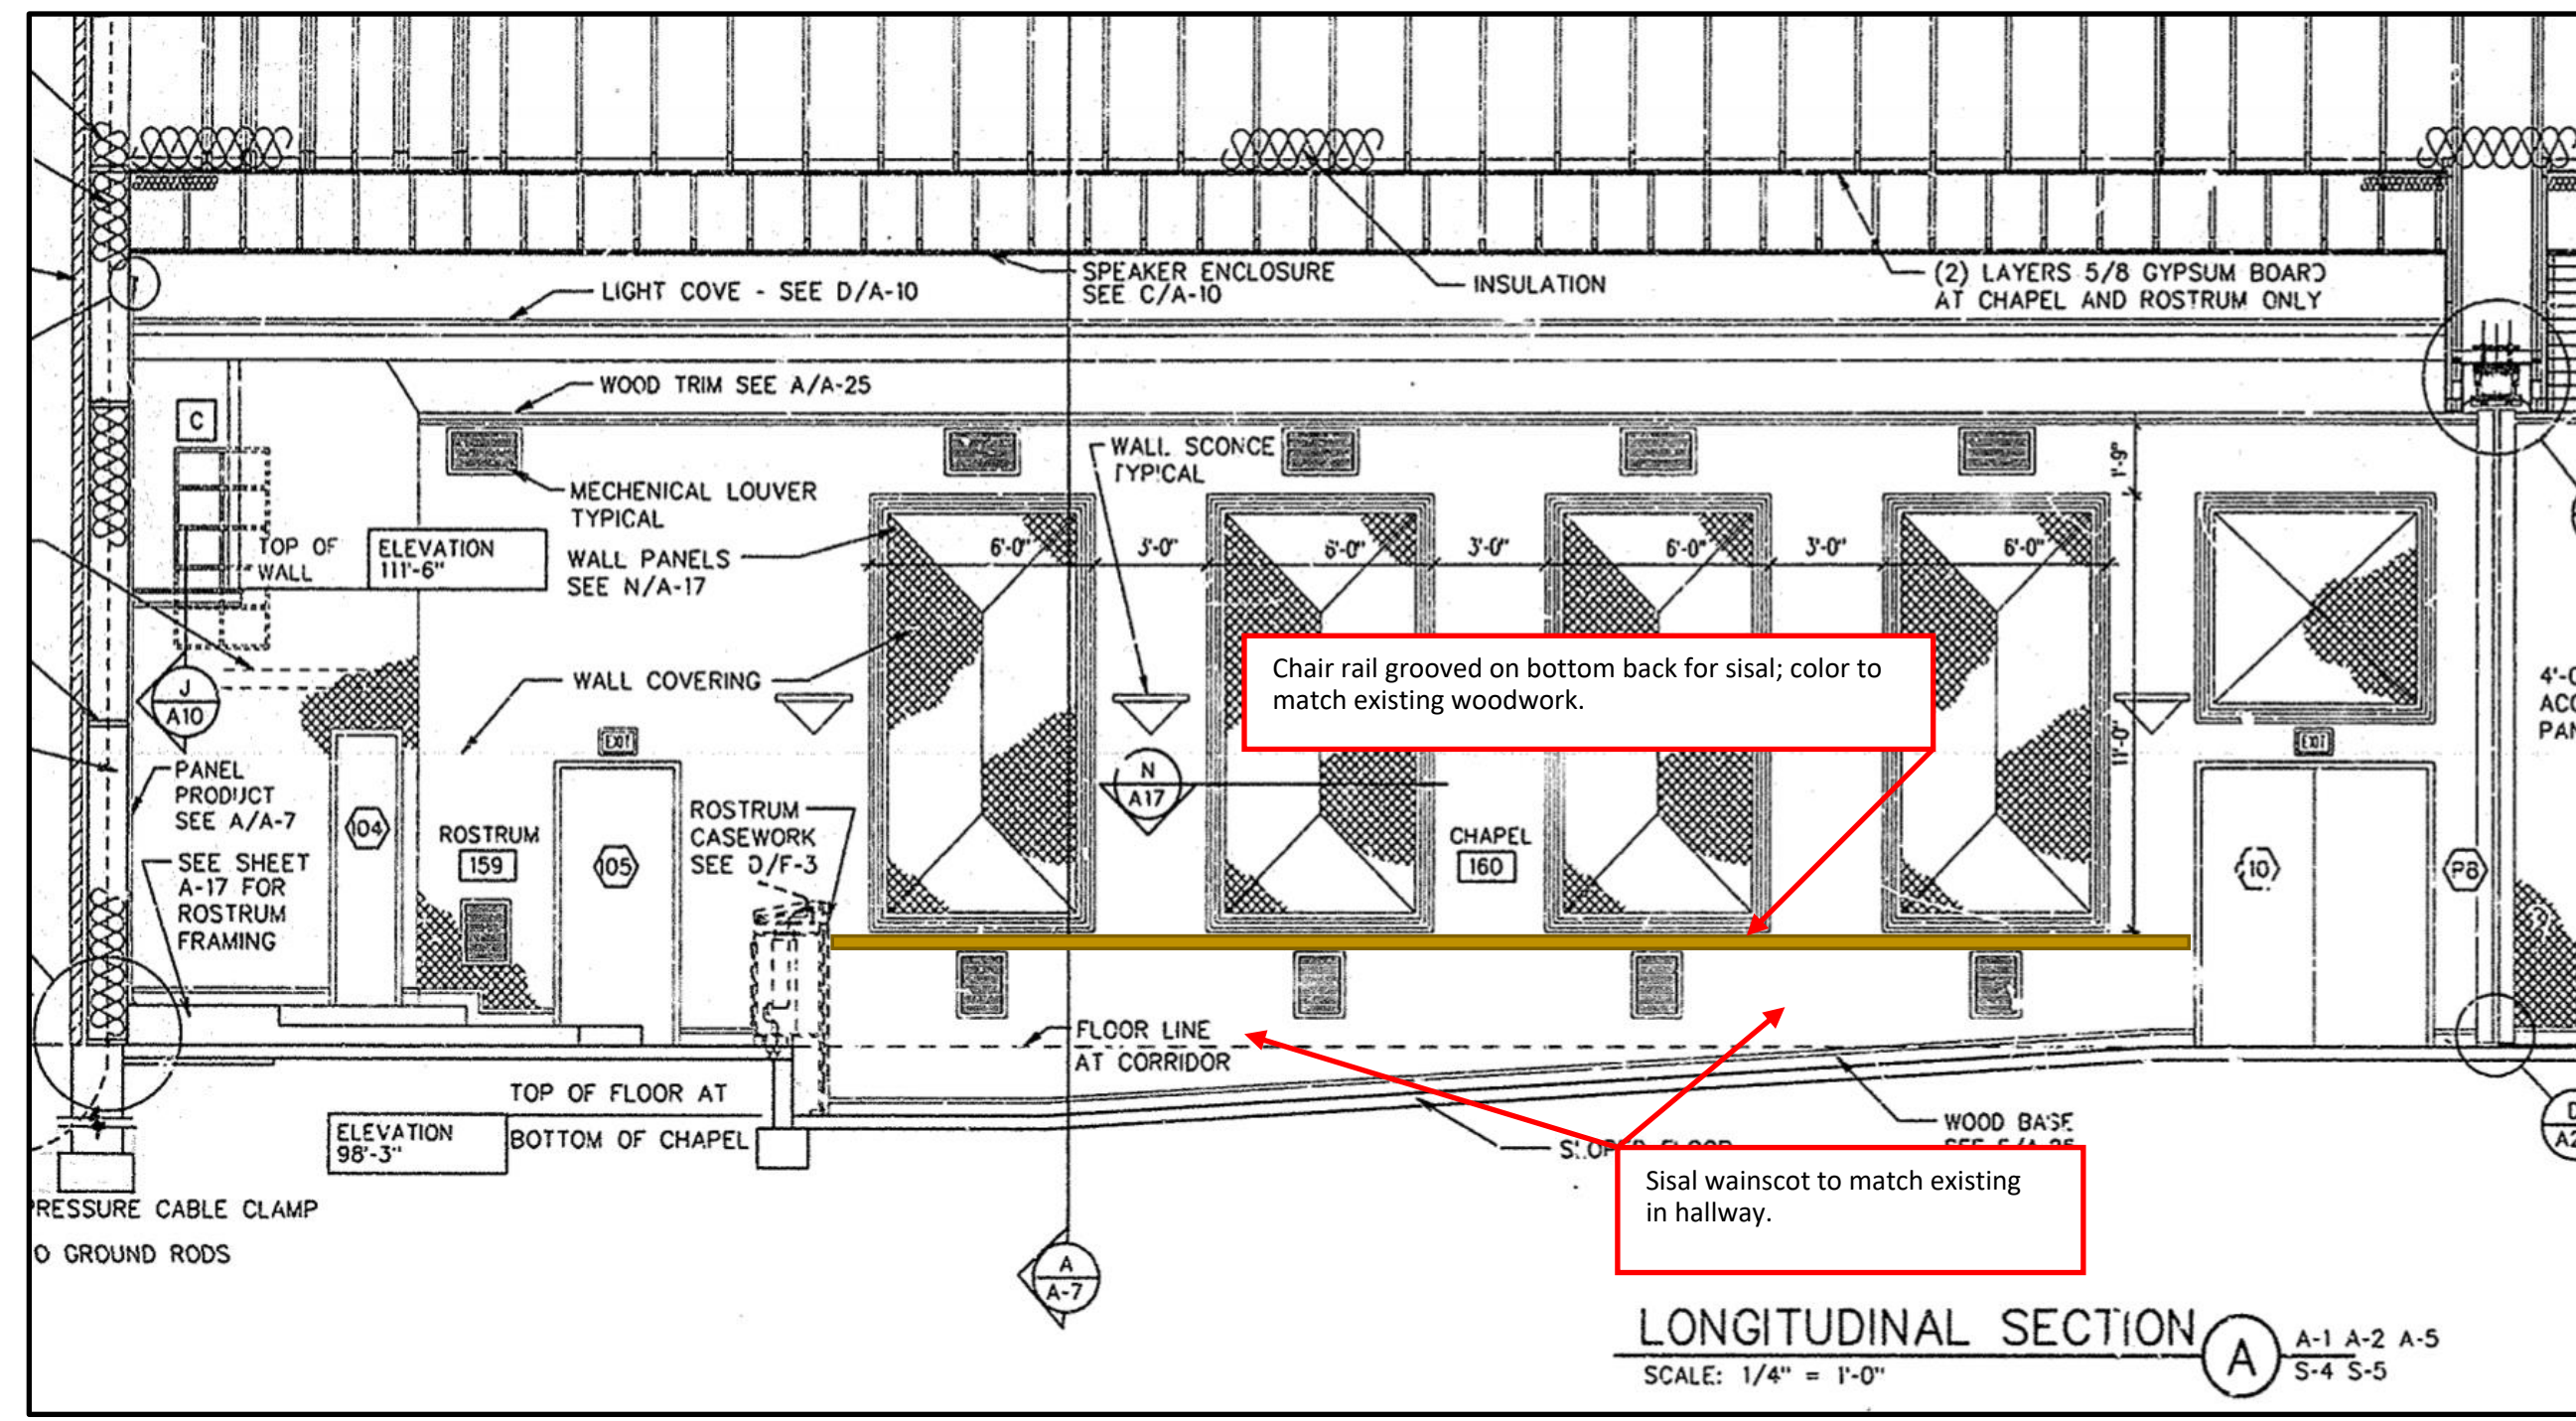 LIGHT COVE - SEE D/A-10
SPEAKER ENCLOSURE
SEE C/A-10
INSULATION
(2) LAYERS 5/8 GYPSUM BOARD
AT CHAPEL AND ROSTRUM ONLY
WOOD TRIM SEE A/A-25
C
WALL SCONCE
TYPICAL
1'-9"
MECHENICAL LOUVER
TYPICAL
TOP OF
WALL
ELEVATION
111'-6"
WALL PANELS
SEE N/A-17
6'-0"
3'-0"
6'-0"
3'-0"
6'-0"
3'-0"
6'-0"
WALL COVERING
Chair rail grooved on bottom back for sisal; color to
match existing woodwork.
J
A10
EXIT
EXIT
11'-0"
N
A17
PANEL
PRODUCT
SEE A/A-7
104
ROSTRUM
159
105
ROSTRUM
CASEWORK
SEE D/F-3
CHAPEL
160
P8
SEE SHEET
A-17 FOR
ROSTRUM
FRAMING
FLOOR LINE
AT CORRIDOR
TOP OF FLOOR AT
BOTTOM OF CHAPEL
ELEVATION
98'-3"
WOOD BASE
Sisal wainscot to match existing
in hallway.
RESSURE CABLE CLAMP
O GROUND RODS
A
A-7
LONGITUDINAL SECTION
SCALE: 1/4" = 1'-0"
A
A-1 A-2 A-5
S-4 S-5